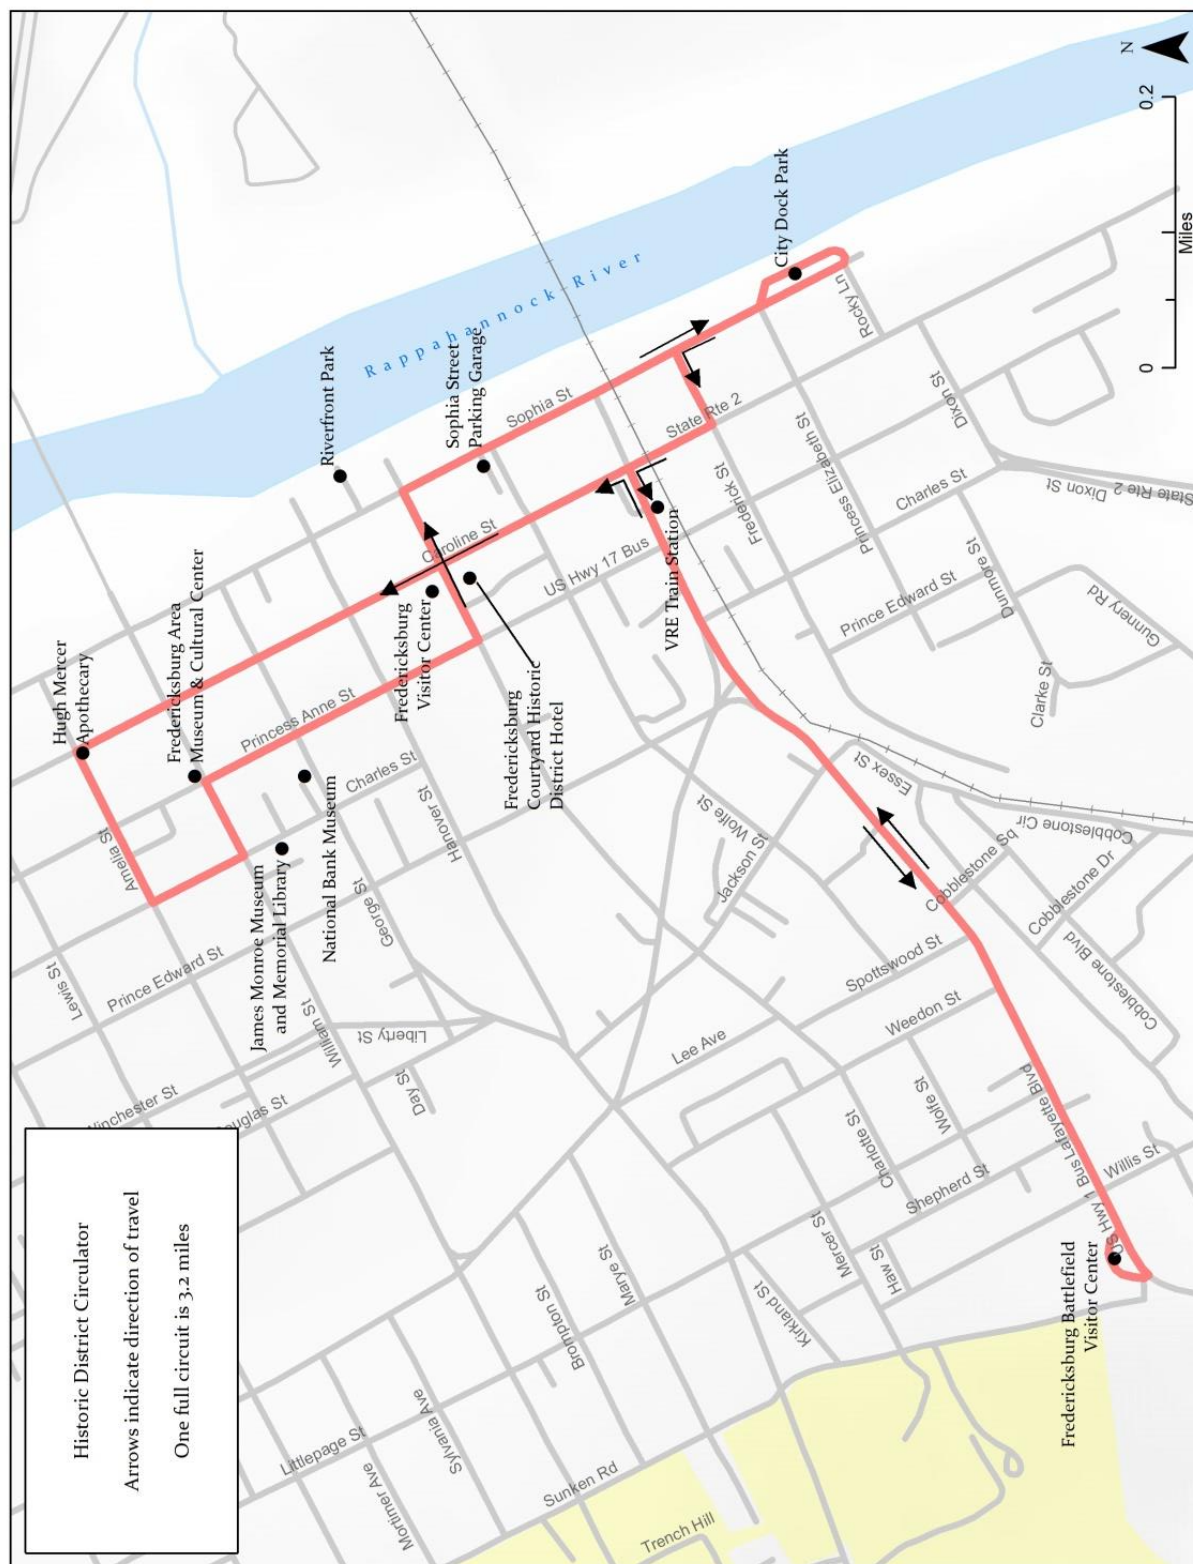 Historic District Circulator
Arrows indicate direction of travel
One full circuit is 3.2 miles
Hugh Mercer
Apothecary
Fredericksburg Area
Museum & Cultural Center
Riverfront Park
Sophia Street
Parking Garage
City Dock Park
N
0
0.2
Miles
Rappahannock River
Fredericksburg
Visitor Center
Fredericksburg
Courtyard Historic
District Hotel
VRE Train Station
James Monroe Museum
and Memorial Library
National Bank Museum
Fredericksburg Battlefield
Visitor Center
Sophia St
Caroline St
State Rte 2
US Hwy 17 Bus
Princess Anne St
Charles St
Amelia St
Lewis St
Prince Edward St
George St
Hanover St
William St
Liberty St
Winchester St
Douglas St
Day St
Wolfe St
Jackson St
Essex St
Cobblestone Cir
Cobblestone Sq
Cobblestone Dr
Cobblestone Blvd
Spottswood St
Weedon St
Lee Ave
Wolfe St
Charlotte St
Shepherd St
Mercer St
Haw St
Willis St
US Hwy 1 Bus
Lafayette Blvd
Kirkland St
Marye St
Brompton St
Sylvania Ave
Littlepage St
Mortimer Ave
Sunken Rd
Trench Hill
Rocky Ln
Dixon St
Princess Elizabeth St
Frederick St
Charles St
Dixon St
State Rte 2
Prince Edward St
Dunmore St
Gunnery Rd
Clarke St